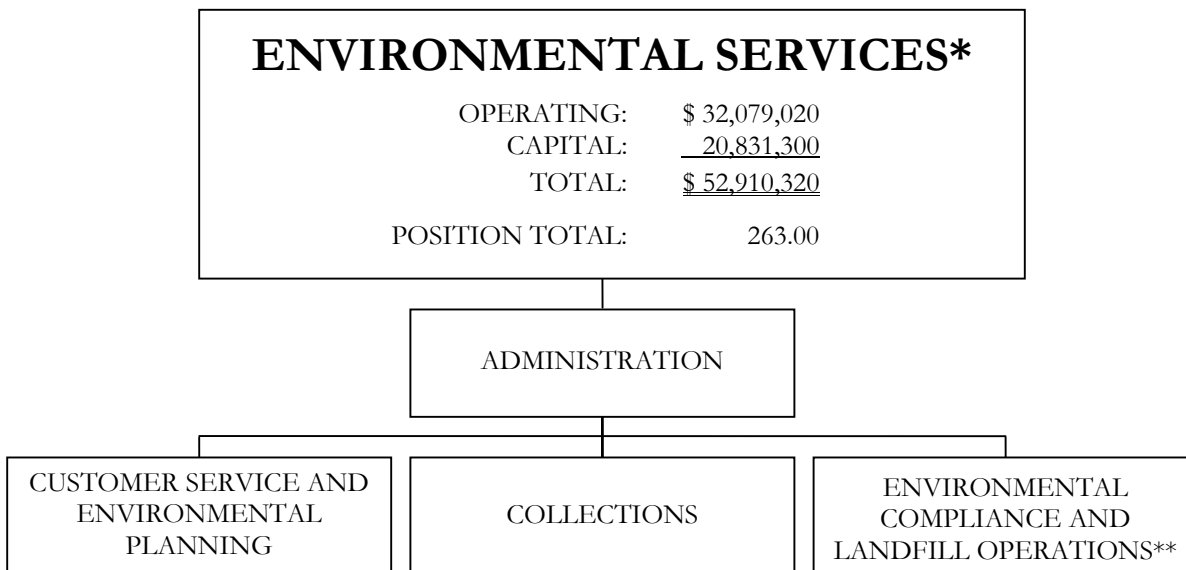 ENVIRONMENTAL SERVICES*
OPERATING: $ 32,079,020
CAPITAL: 20,831,300
TOTAL: $ 52,910,320
POSITION TOTAL: 263.00
ADMINISTRATION
CUSTOMER SERVICE AND
ENVIRONMENTAL
PLANNING
COLLECTIONS
ENVIRONMENTAL
COMPLIANCE AND
LANDFILL OPERATIONS**